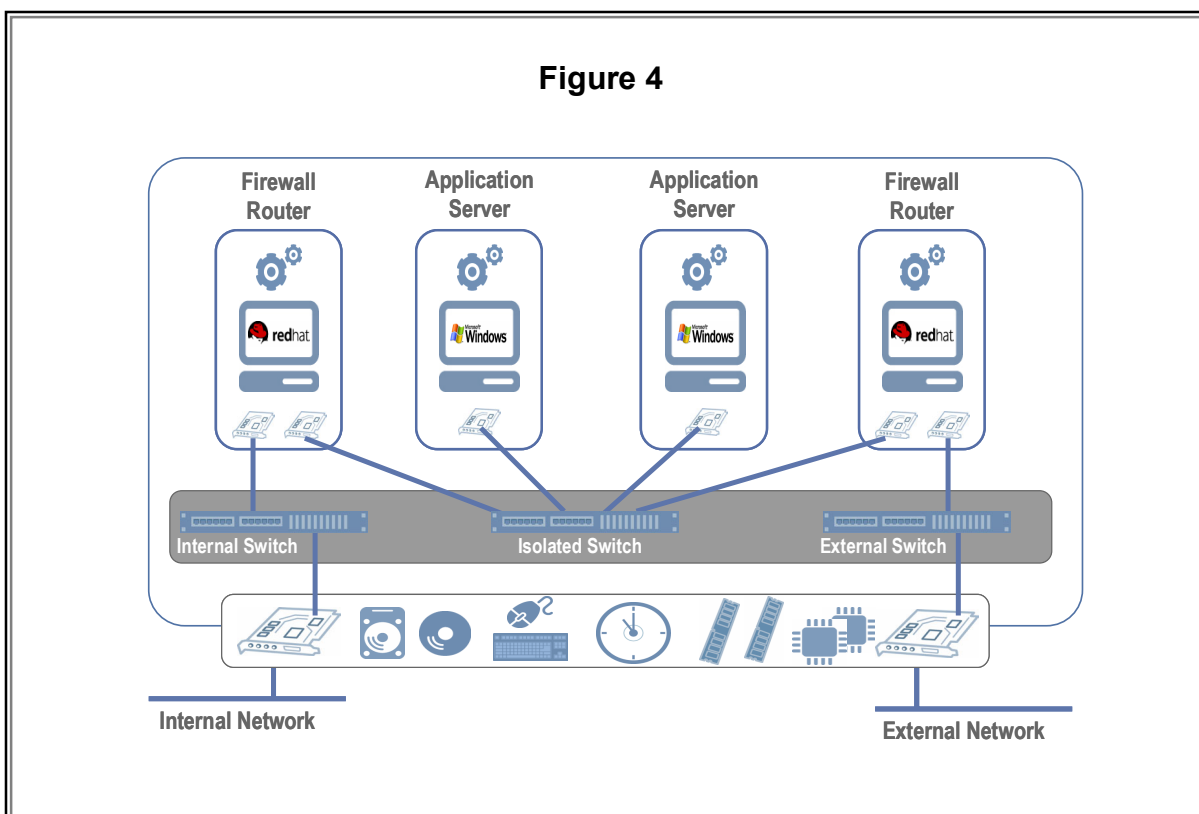 Figure 4
Firewall
Router
Application
Server
Application
Server
Firewall
Router
redhat
Microsoft
Windows
Microsoft
Windows
redhat
Internal Switch
Isolated Switch
External Switch
Internal Network
External Network